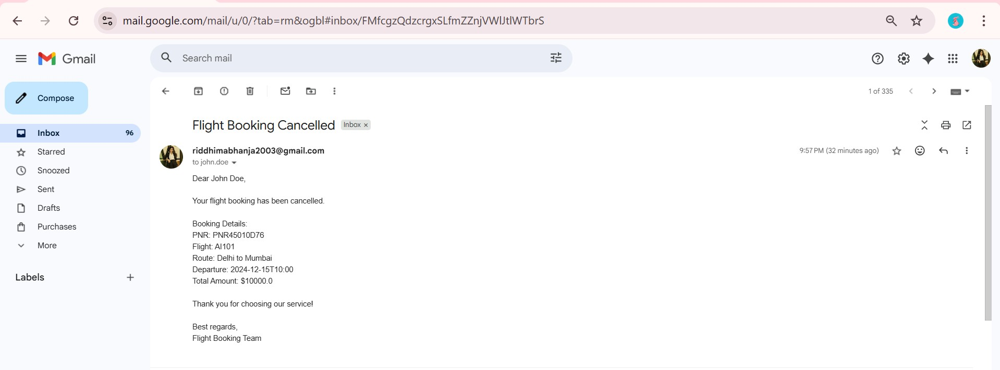 mail.google.com/mail/u/0/?tab=rm&ogbl#inbox/FMfcgzQdzcrgxSLfmZZnjVWlJtlWTbrS
Gmail
Search mail
Compose
1 of 335
Inbox 96
Starred
Snoozed
Sent
Drafts
Purchases
More
Labels
Flight Booking Cancelled Inbox x
riddhimabhanja2003@gmail.com 9:57 PM (32 minutes ago)
to john.doe
Dear John Doe,
Your flight booking has been cancelled.
Booking Details:
PNR: PNR45010D76
Flight: AI101
Route: Delhi to Mumbai
Departure: 2024-12-15T10:00
Total Amount: $10000.0
Thank you for choosing our service!
Best regards,
Flight Booking Team